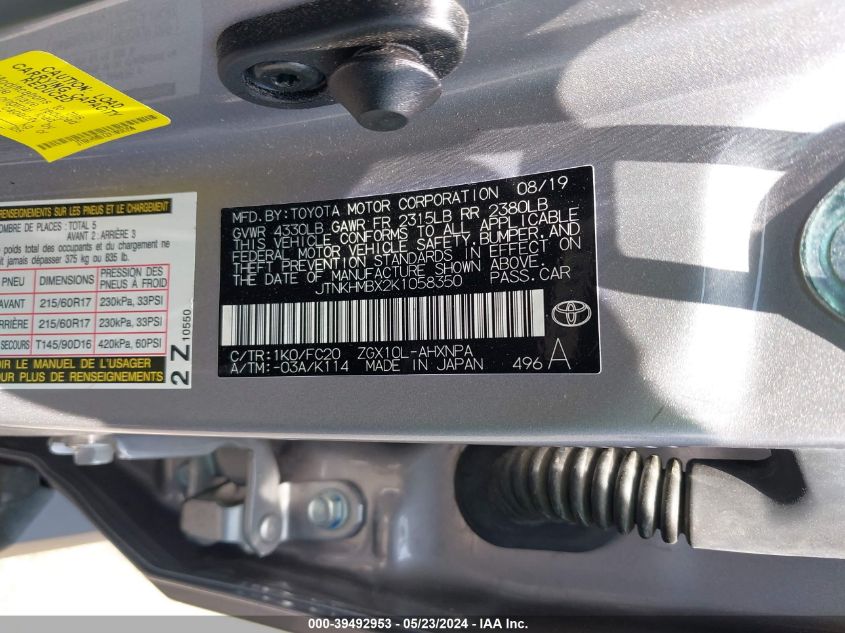 CAUTION: LOAD
CARRYING CAPACITY
REDUCED
RENSEIGNEMENTS SUR LES PNEUS ET LE CHARGEMENT
NOMBRE DE PLACES : TOTAL 5
AVANT 2 : ARRIÈRE 3
poids total des occupants et du chargement ne
jamais dépasser 375 kg ou 835 lb.
PNEU DIMENSIONS PRESSION DES PNEUS À FROID
AVANT 215/60R17 230kPa, 33PSI
ARRIÈRE 215/60R17 230kPa, 33PSI
SECOURS T145/90D16 420kPa, 60PSI
VOIR LE MANUEL DE L'USAGER
POUR PLUS DE RENSEIGNEMENTS
2 Z 10550
MFD. BY: TOYOTA MOTOR CORPORATION 08/19
GVWR 4330LB GAWR FR 2315LB RR 2380LB
THIS VEHICLE CONFORMS TO ALL APPLICABLE
FEDERAL MOTOR VEHICLE SAFETY, BUMPER, AND
THEFT PREVENTION STANDARDS IN EFFECT ON
THE DATE OF MANUFACTURE SHOWN ABOVE.
JTNKHMBX2K1058350 PASS. CAR
C/TR: 1K0/FC20 ZGX10L-AHXNPA
A/TM: -03A/K114 MADE IN JAPAN 496 A
000-39492953 - 05/23/2024 - IAA Inc.